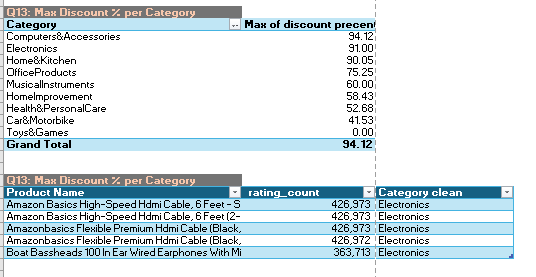 Q13: Max Discount % per Category
Category Max of discount precen
Computers&Accessories 94.12
Electronics 91.00
Home&Kitchen 90.05
OfficeProducts 75.25
MusicalInstruments 60.00
HomeImprovement 58.43
Health&PersonalCare 52.68
Car&Motorbike 41.53
Toys&Games 0.00
Grand Total 94.12
Q13: Max Discount % per Category
Product Name rating_count Category clean
Amazon Basics High-Speed Hdmi Cable, 6 Feet - S 426,973 Electronics
Amazon Basics High-Speed Hdmi Cable, 6 Feet (2- 426,973 Electronics
Amazonbasics Flexible Premium Hdmi Cable (Black, 426,973 Electronics
Amazonbasics Flexible Premium Hdmi Cable (Black, 426,972 Electronics
Boat Bassheads 100 In Ear Wired Earphones With Mi 363,713 Electronics